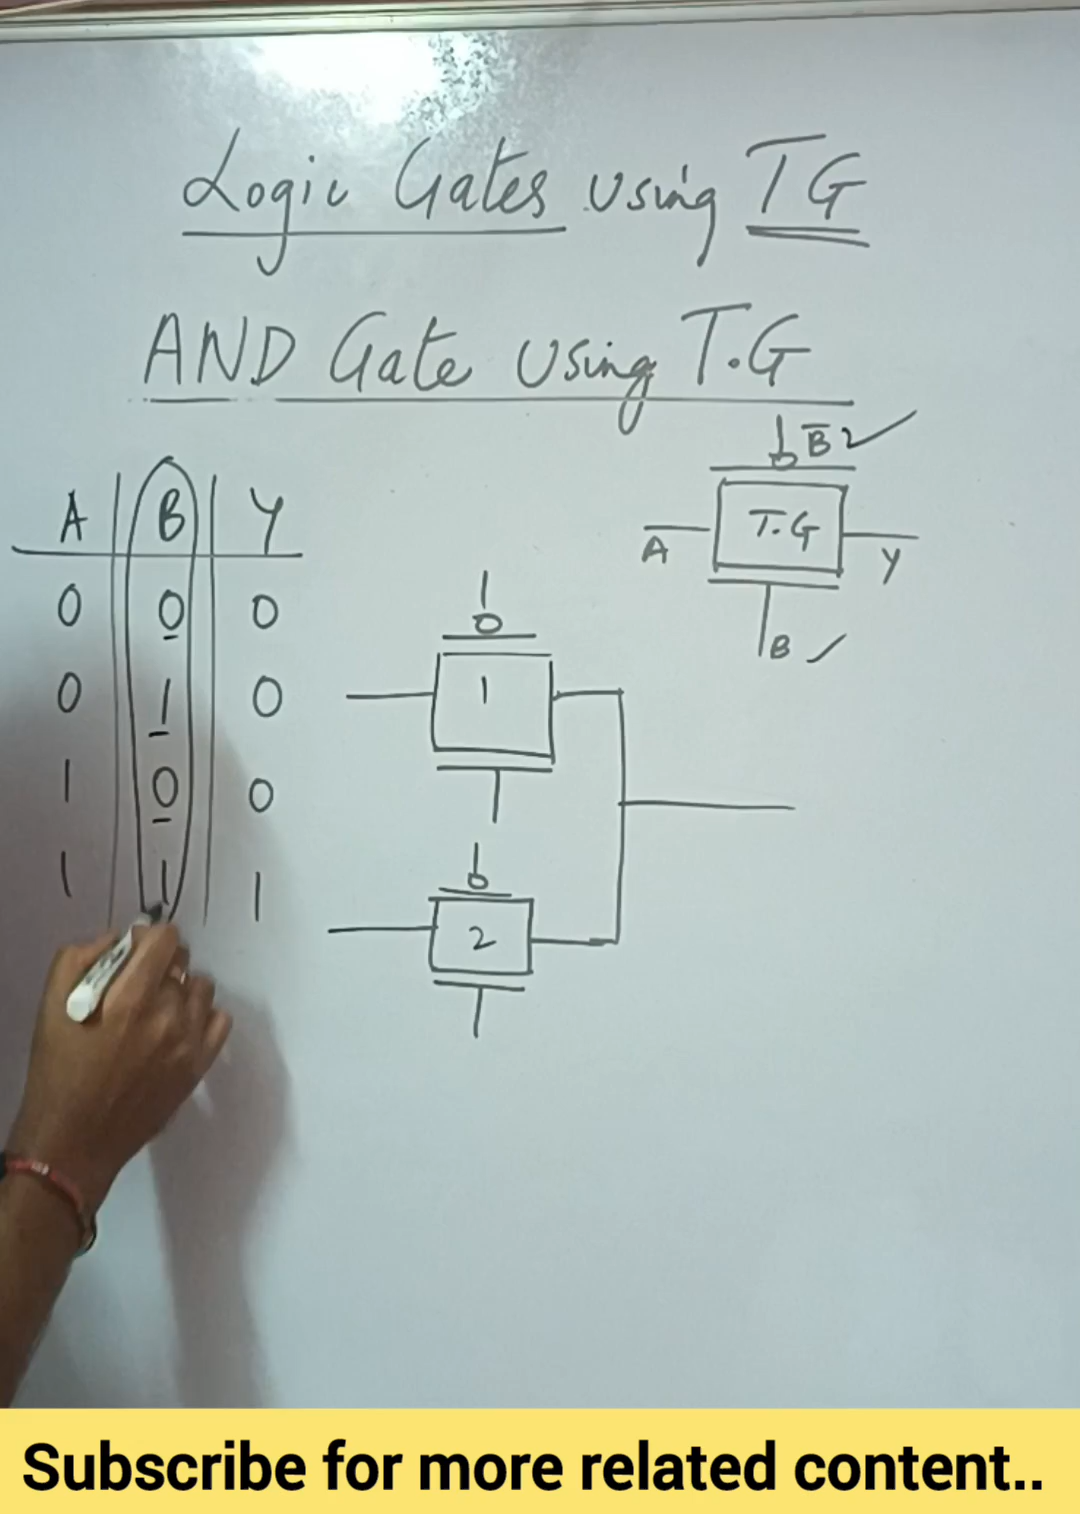 Logic Gates using TG
AND Gate Using T.G
B̅ 2
T.G
A
Y
B
A B Y
0 0 0
0 1 0
1 0 0
1 1 1
1
2
Subscribe for more related content..